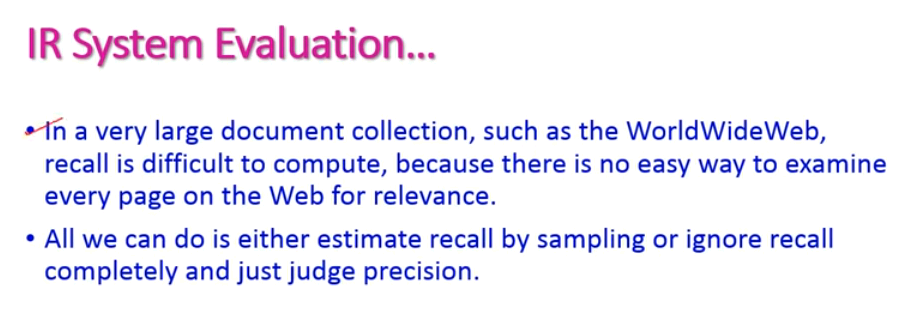 IR System Evaluation...
• In a very large document collection, such as the WorldWideWeb,
recall is difficult to compute, because there is no easy way to examine
every page on the Web for relevance.
• All we can do is either estimate recall by sampling or ignore recall
completely and just judge precision.